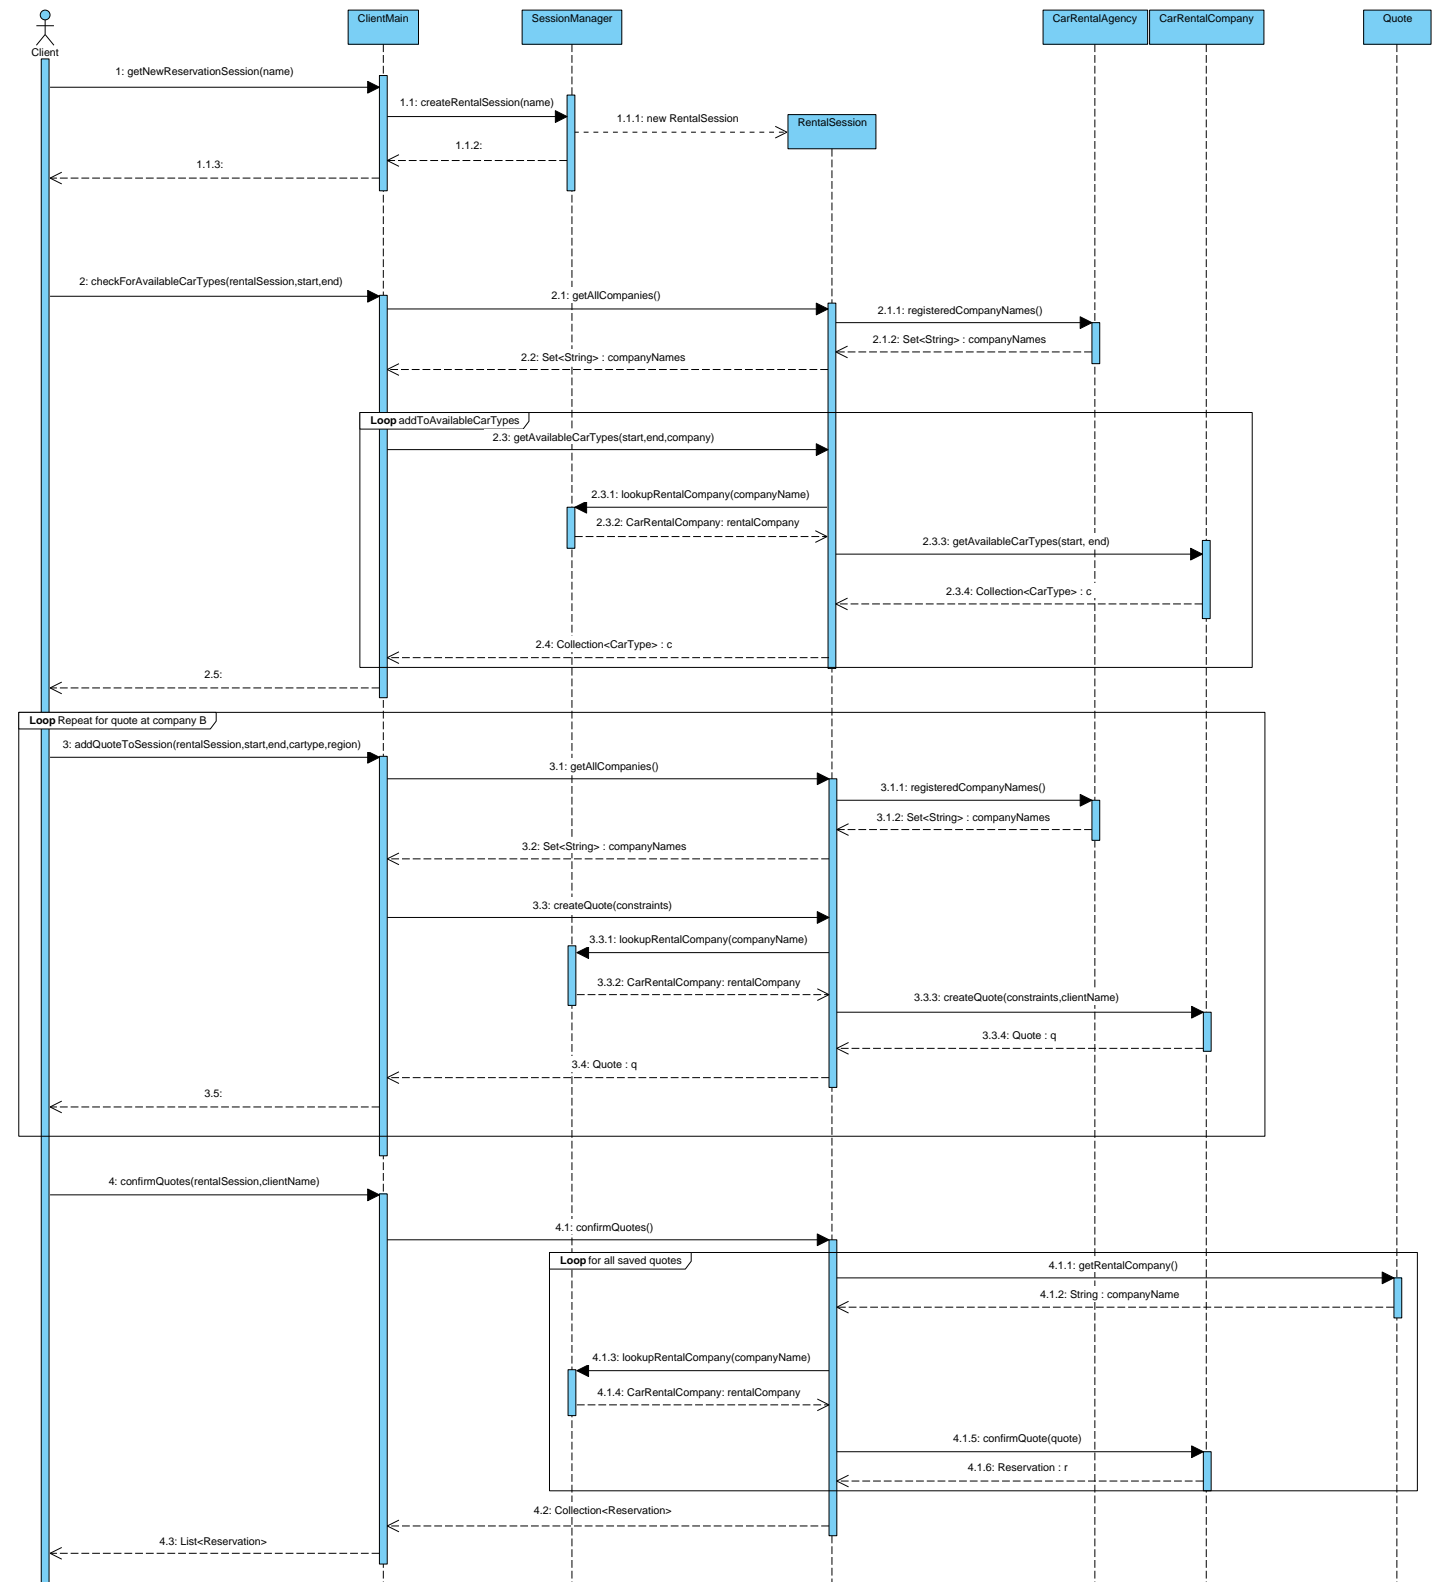 ClientMain
SessionManager
CarRentalAgency
CarRentalCompany
Quote
Client
1: getNewReservationSession(name)
1.1: createRentalSession(name)
1.1.1: new RentalSession
RentalSession
1.1.2:
1.1.3:
2: checkForAvailableCarTypes(rentalSession,start,end)
2.1: getAllCompanies()
2.1.1: registeredCompanyNames()
2.1.2: Set<String> : companyNames
2.2: Set<String> : companyNames
Loop addToAvailableCarTypes
2.3: getAvailableCarTypes(start,end,company)
2.3.1: lookupRentalCompany(companyName)
2.3.2: CarRentalCompany: rentalCompany
2.3.3: getAvailableCarTypes(start, end)
2.3.4: Collection<CarType> : c
2.4: Collection<CarType> : c
2.5:
Loop Repeat for quote at company B
3: addQuoteToSession(rentalSession,start,end,cartype,region)
3.1: getAllCompanies()
3.1.1: registeredCompanyNames()
3.1.2: Set<String> : companyNames
3.2: Set<String> : companyNames
3.3: createQuote(constraints)
3.3.1: lookupRentalCompany(companyName)
3.3.2: CarRentalCompany: rentalCompany
3.3.3: createQuote(constraints,clientName)
3.3.4: Quote : q
3.4: Quote : q
3.5:
4: confirmQuotes(rentalSession,clientName)
4.1: confirmQuotes()
Loop for all saved quotes
4.1.1: getRentalCompany()
4.1.2: String : companyName
4.1.3: lookupRentalCompany(companyName)
4.1.4: CarRentalCompany: rentalCompany
4.1.5: confirmQuote(quote)
4.1.6: Reservation : r
4.2: Collection<Reservation>
4.3: List<Reservation>